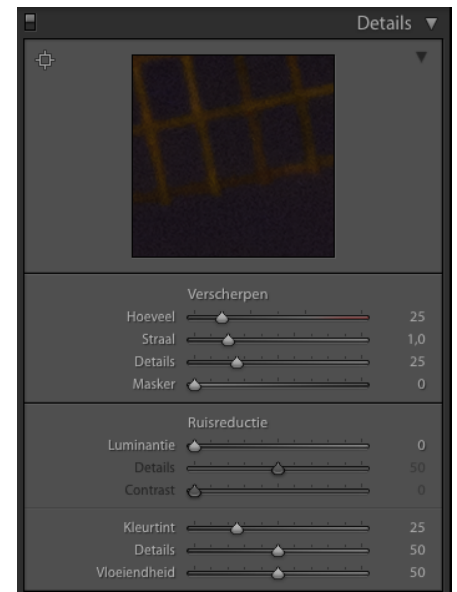 Details ▼
Verscherpen
Hoeveel 25
Straal 1,0
Details 25
Masker 0
Ruisreductie
Luminantie 0
Details 50
Contrast 0
Kleurtint 25
Details 50
Vloeiendheid 50